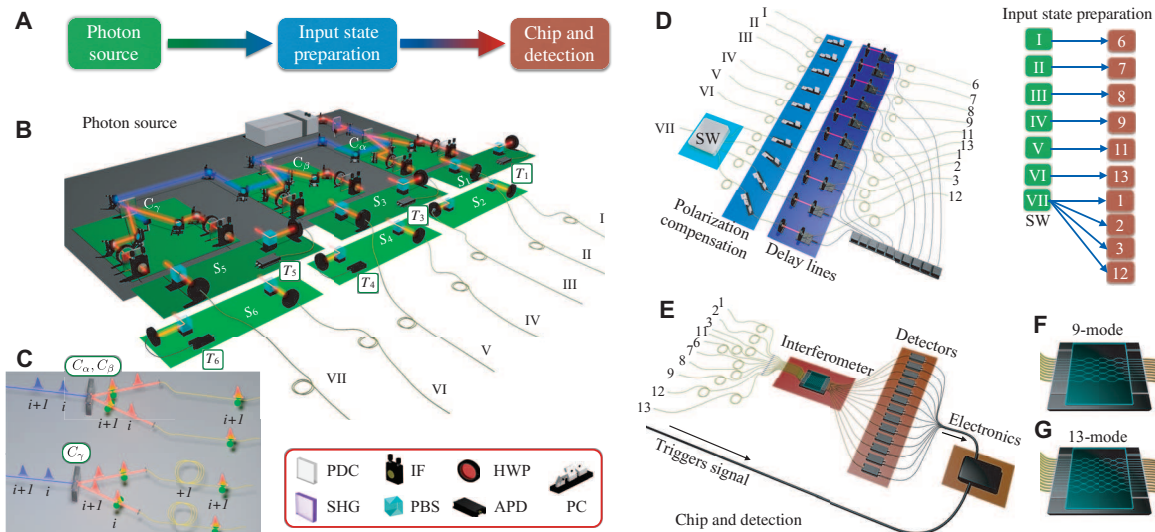 A
Photon
source
Input state
preparation
Chip and
detection
B
Photon source
Cα
Cβ
Cγ
S1
S2
S3
S4
S5
S6
T1
T3
T4
T5
T6
I
II
III
IV
V
VI
VII
C
Cα, Cβ
i+1
i
i+1
i
i+1
i
Cγ
i+1
i
i+1
i
+1
i+1
i
PDC
IF
HWP
SHG
PBS
APD
PC
D
I
II
III
IV
V
VI
VII
SW
Polarization
compensation
Delay lines
6
7
8
9
11
13
1
2
3
12
Input state preparation
I
6
II
7
III
8
IV
9
V
11
VI
13
VII
1
SW
2
3
12
E
1
2
3
11
6
7
8
9
12
13
Interferometer
Detectors
Electronics
Triggers signal
Chip and detection
F
9-mode
G
13-mode